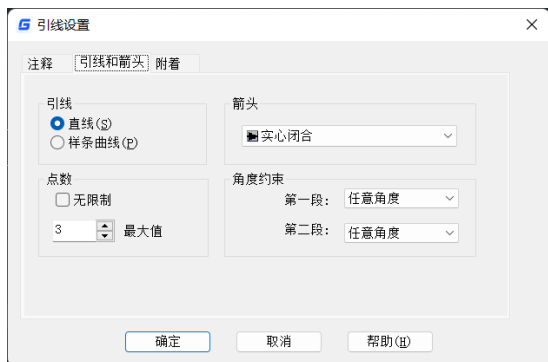 引线设置
注释 引线和箭头 附着
引线
直线(S)
样条曲线(P)
箭头
实心闭合
点数
无限制
3 最大值
角度约束
第一段： 任意角度
第二段： 任意角度
确定 取消 帮助(H)